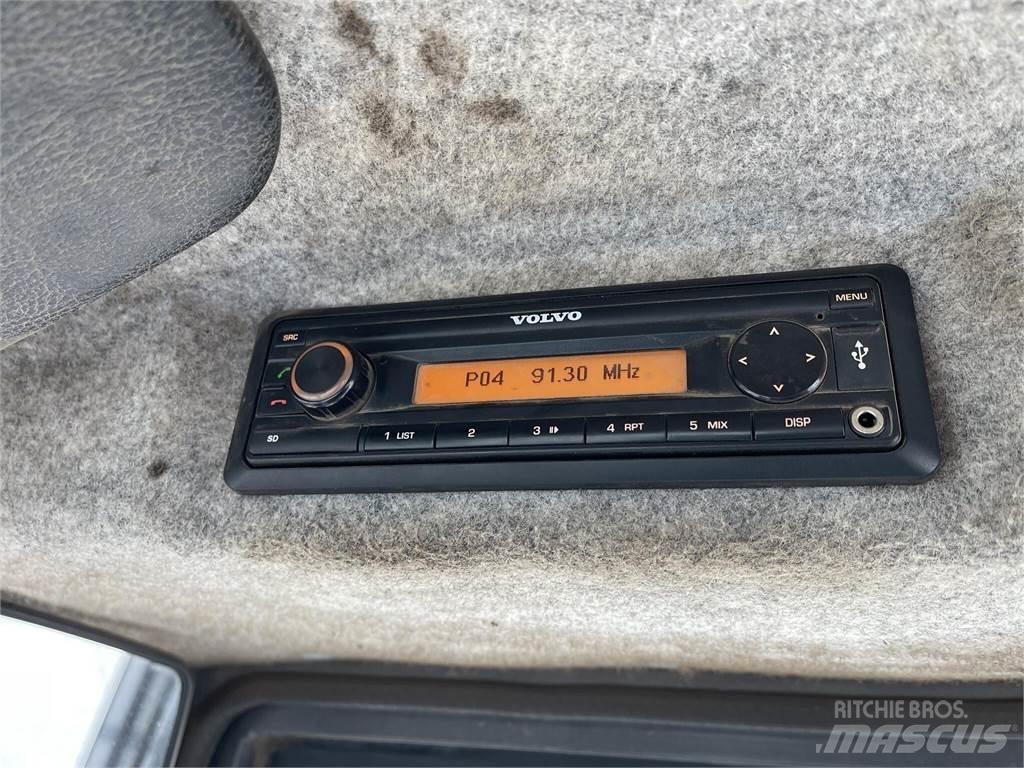 VOLVO
MENU
SRC
P04 91.30 MHz
SD
1 LIST
2
3
4 RPT
5 MIX
DISP
RITCHIE BROS.
MASCUS